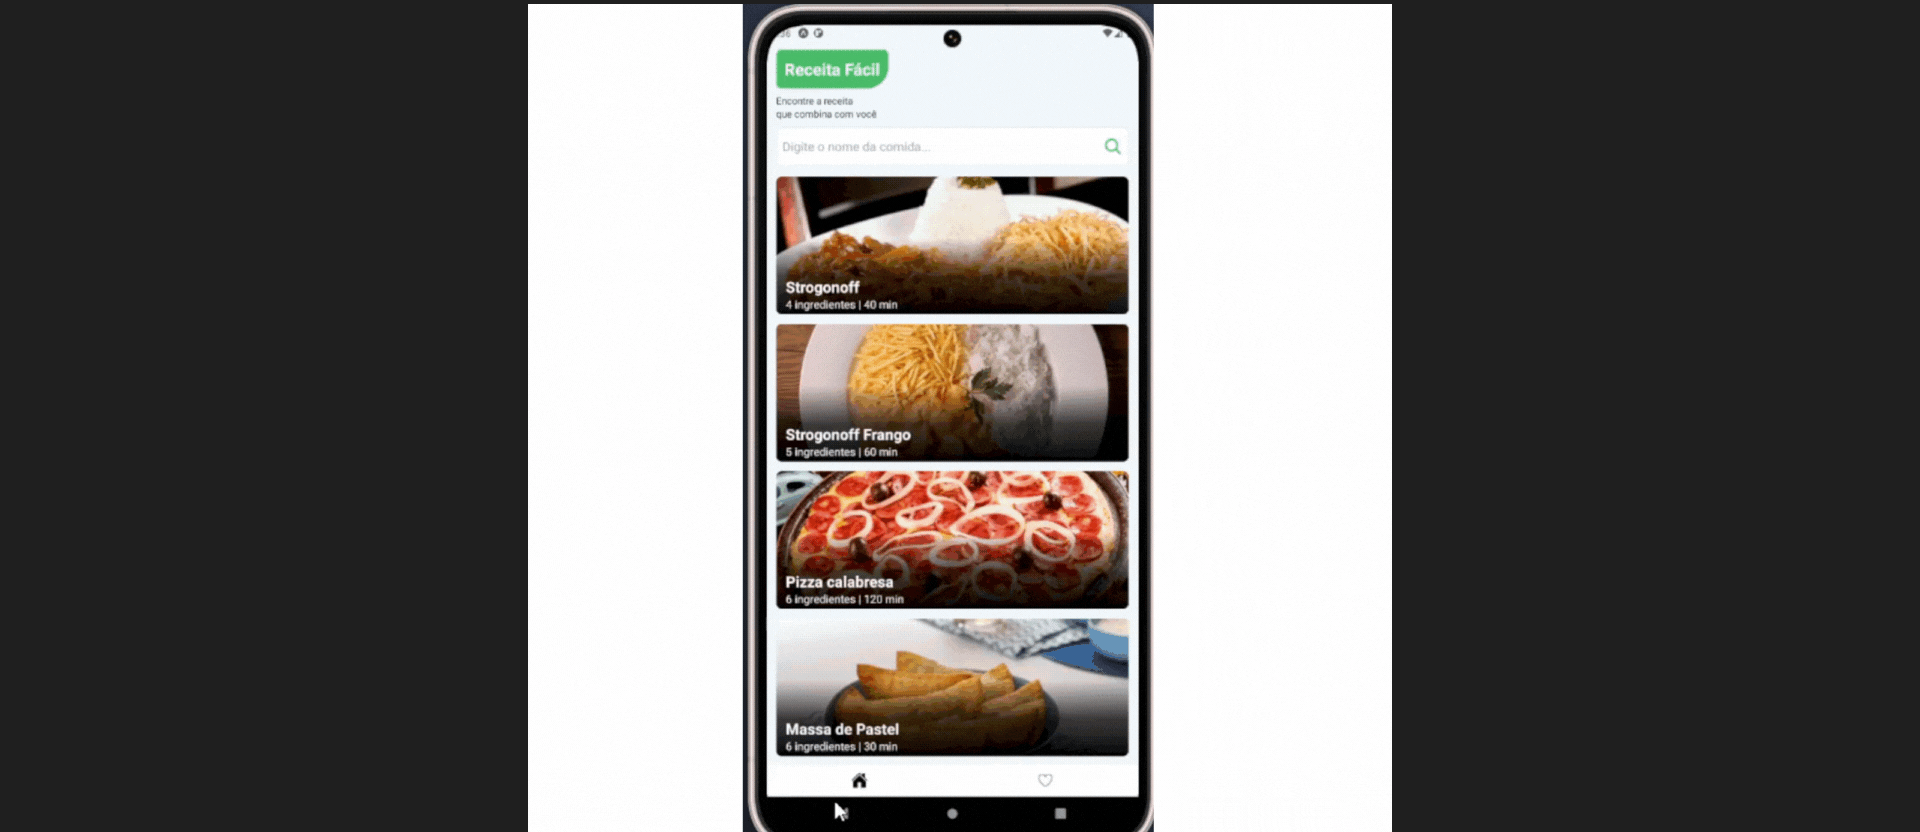 Receita Fácil
Encontre a receita
que combina com você
Digite o nome da comida...
Strogonoff
4 ingredientes | 40 min
Strogonoff Frango
5 ingredientes | 60 min
Pizza calabresa
6 ingredientes | 120 min
Massa de Pastel
6 ingredientes | 30 min